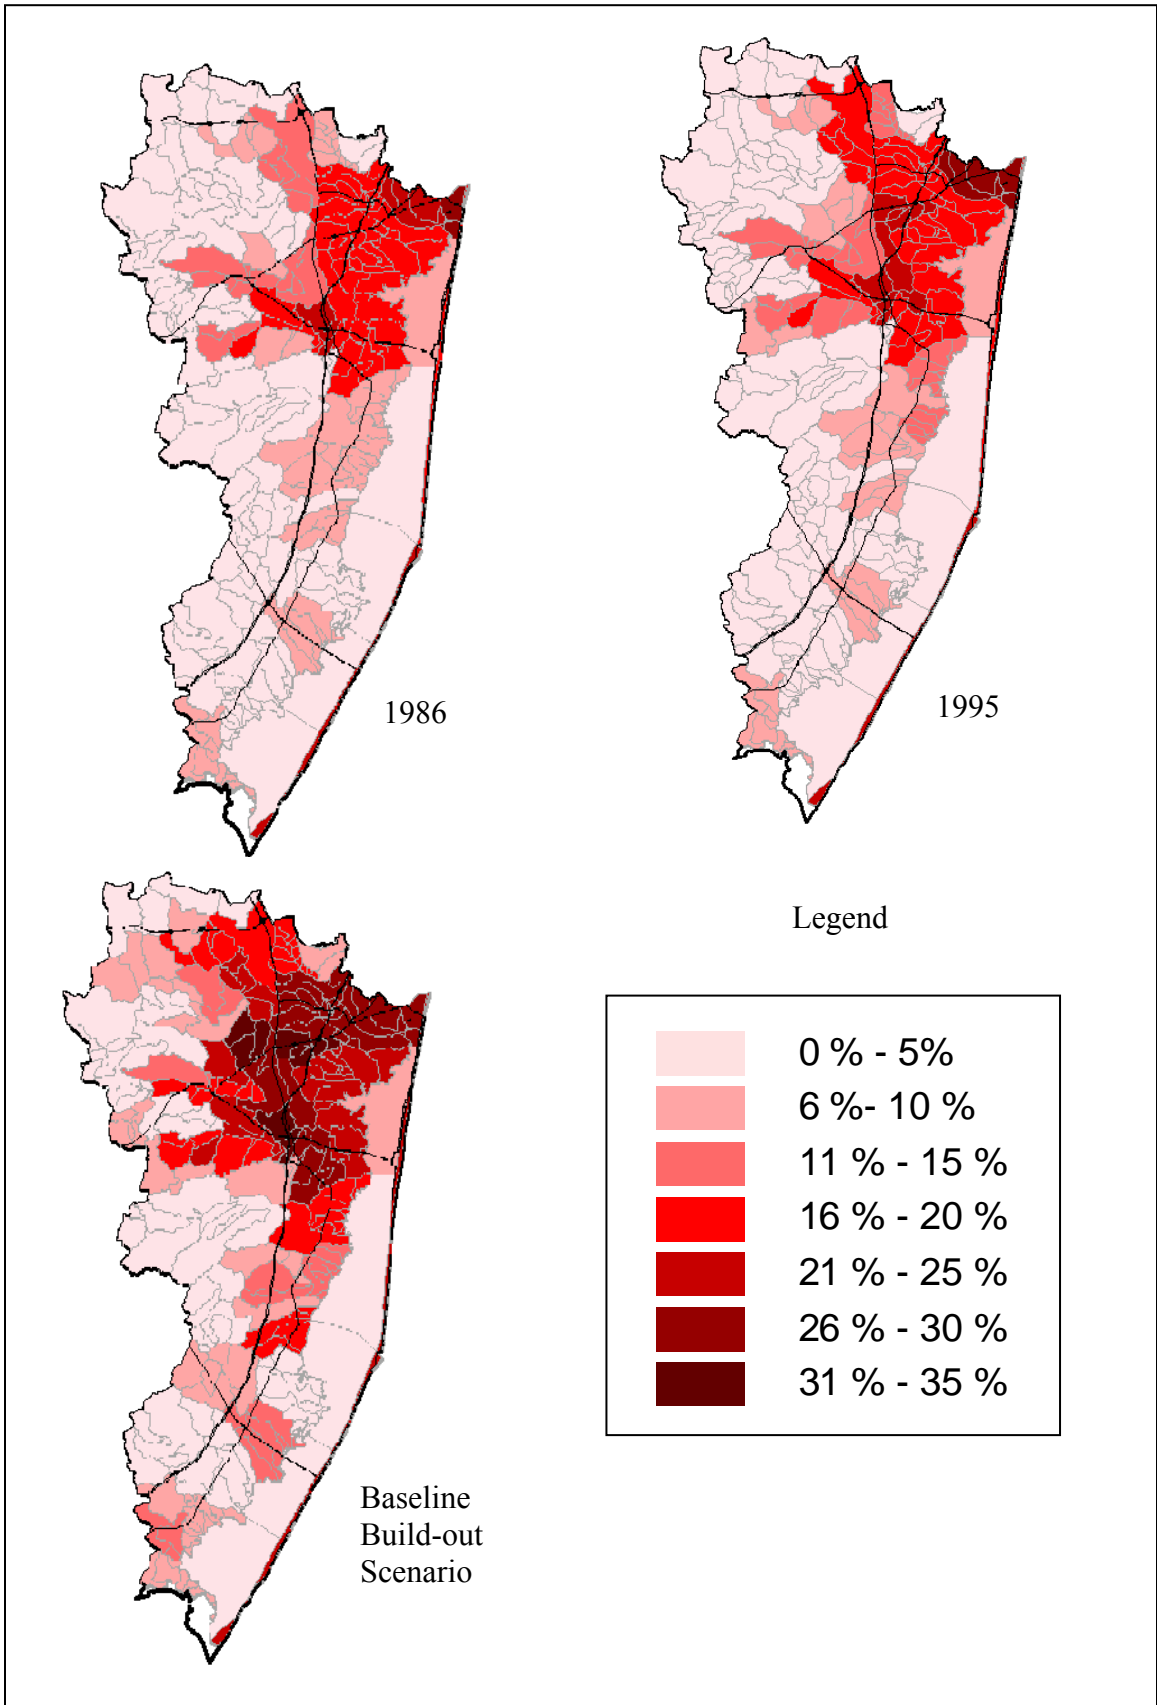 1986
1995
Legend
0 % - 5%
6 %- 10 %
11 % - 15 %
16 % - 20 %
21 % - 25 %
26 % - 30 %
31 % - 35 %
Baseline
Build-out
Scenario